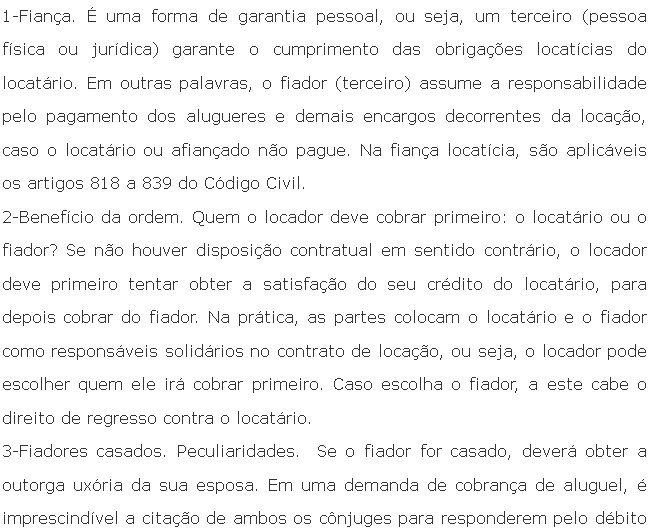 1-Fiança. É uma forma de garantia pessoal, ou seja, um terceiro (pessoa
física ou jurídica) garante o cumprimento das obrigações locatícias do
locatário. Em outras palavras, o fiador (terceiro) assume a responsabilidade
pelo pagamento dos alugueres e demais encargos decorrentes da locação,
caso o locatário ou afiançado não pague. Na fiança locatícia, são aplicáveis
os artigos 818 a 839 do Código Civil.
2-Benefício da ordem. Quem o locador deve cobrar primeiro: o locatário ou o
fiador? Se não houver disposição contratual em sentido contrário, o locador
deve primeiro tentar obter a satisfação do seu crédito do locatário, para
depois cobrar do fiador. Na prática, as partes colocam o locatário e o fiador
como responsáveis solidários no contrato de locação, ou seja, o locador pode
escolher quem ele irá cobrar primeiro. Caso escolha o fiador, a este cabe o
direito de regresso contra o locatário.
3-Fiadores casados. Peculiaridades.  Se o fiador for casado, deverá obter a
outorga uxória da sua esposa. Em uma demanda de cobrança de aluguel, é
imprescindível a citação de ambos os cônjuges para responderem pelo débito